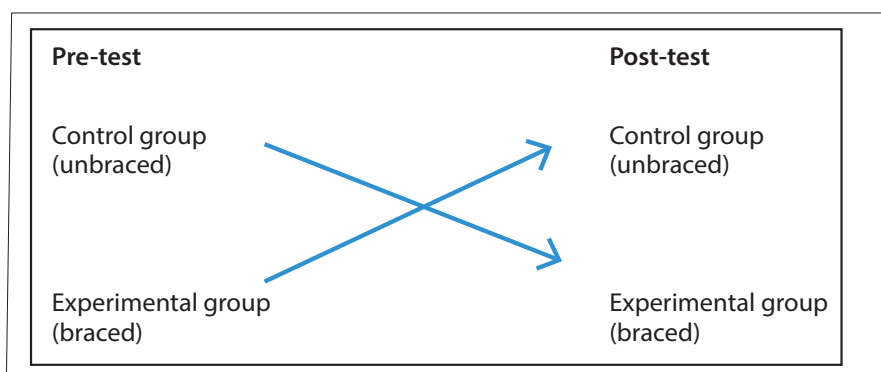 Pre-test
Post-test
Control group
(unbraced)
Control group
(unbraced)
Experimental group
(braced)
Experimental group
(braced)